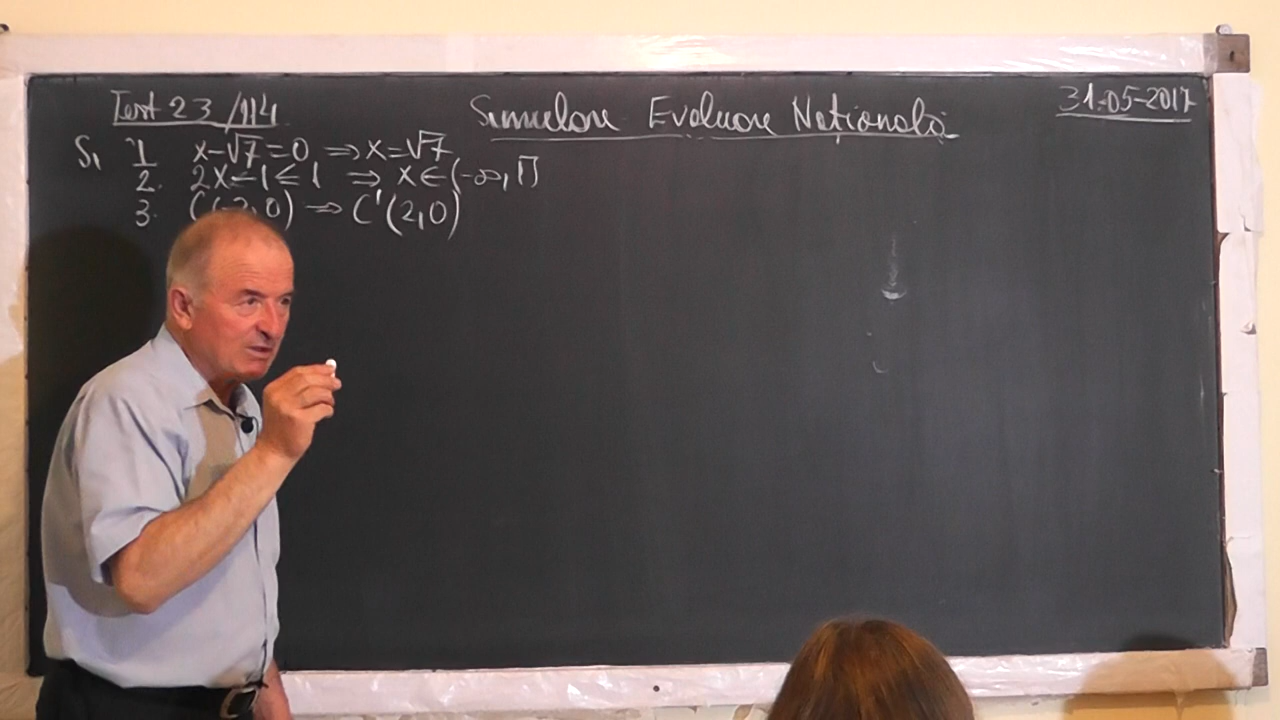 Test 23/114
Simulare Evaluare Naţională
31-05-2017
S₁ 1. x-√7=0 ⇒ x=√7
2. 2x-1≤1 ⇒ x∈(-∞,1]
3. C(-2,0) ⇒ C'(2,0)